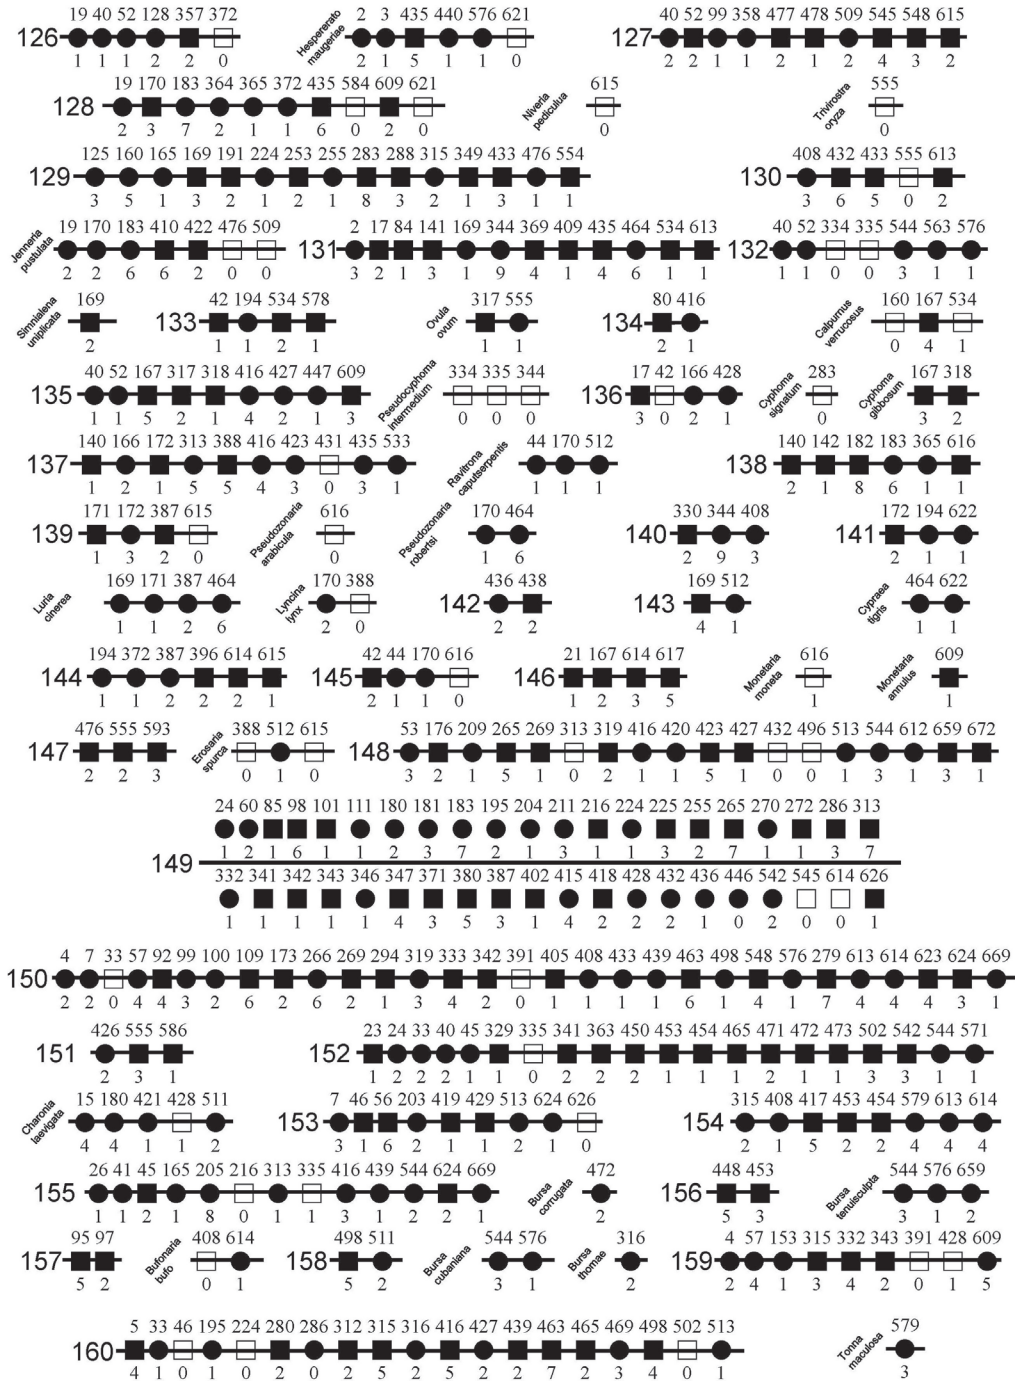 19 40 52 128 357 372
126
1 1 1 2 2 0
2 3 435 440 576 621
Hespererato
maugeriae
2 1 5 1 1 0
40 52 99 358 477 478 509 545 548 615
127
2 2 1 1 1 1 2 4 3 2
19 170 183 364 365 372 435 584 609 621
128
2 3 7 2 1 1 6 0 2 0
615
Niveria
pediculua
0
555
Trivirostra
oryza
0
125 160 165 169 191 224 253 255 283 288 315 349 433 476 554
129
3 5 1 3 2 1 2 1 8 3 2 1 3 1 1
408 432 433 555 613
130
3 6 5 0 2
19 170 183 410 422 476 509
Jenneria
pustulata
2 2 6 6 2 0 0
2 17 84 141 169 344 369 409 435 464 534 613
131
3 2 1 3 1 9 4 1 4 6 1 1
40 52 334 335 544 563 576
132
1 1 0 0 3 1 1
169
Simnialena
uniplicata
2
42 194 534 578
133
1 1 2 1
317 555
Ovula
ovum
1 1
80 416
134
2 1
160 167 534
Calpurnus
verrucosus
0 4 1
40 52 167 317 318 416 427 447 609
135
1 1 5 2 1 4 2 1 3
334 335 344
Pseudocyphoma
intermedium
0 0 0
17 42 166 428
136
3 0 2 1
283
Cyphoma
signatum
0
167 318
Cyphoma
gibbosum
3 2
140 166 172 313 388 416 423 431 435 533
137
1 2 1 5 5 4 3 0 3 1
44 170 512
Ravitrona
caputserpentis
1 1 1
140 142 182 183 365 616
138
2 1 8 6 1 1
171 172 387 615
139
1 3 2 0
616
Pseudozonaria
arabicula
0
170 464
Pseudozonaria
robertsi
1 6
330 344 408
140
2 9 3
172 194 622
141
2 1 1
169 171 387 464
Luria
cinerea
1 1 2 6
170 388
Lyncina
lynx
2 0
436 438
142
2 2
169 512
143
4 1
464 622
Cypraea
tigris
1 1
194 372 387 396 614 615
144
1 1 2 2 2 1
42 44 170 616
145
2 1 1 0
21 167 614 617
146
1 2 3 5
616
Monetaria
moneta
1
609
Monetaria
annulus
1
476 555 593
147
2 2 3
388 512 615
Erosaria
spurca
0 1 0
53 176 209 265 269 313 319 416 420 423 427 432 496 513 544 612 659 672
148
3 2 1 5 1 0 2 1 1 5 1 0 0 1 3 1 3 1
24 60 85 98 101 111 180 181 183 195 204 211 216 224 225 255 265 270 272 286 313
1 2 1 6 1 1 2 3 7 2 1 3 1 1 3 2 7 1 1 3 7
149
332 341 342 343 346 347 371 380 387 402 415 418 428 432 436 446 542 545 614 626
1 1 1 1 1 4 3 5 3 1 4 2 2 2 1 0 2 0 0 1
4 7 33 57 92 99 100 109 173 266 269 294 319 333 342 391 405 408 433 439 463 498 548 576 279 613 614 623 624 669
150
2 2 0 4 4 3 2 6 2 6 2 1 3 4 2 0 1 1 1 1 6 1 4 1 7 4 4 4 3 1
426 555 586
151
2 3 1
23 24 33 40 45 329 335 341 363 450 453 454 465 471 472 473 502 542 544 571
152
1 2 2 2 1 1 0 2 2 2 1 1 1 2 1 1 3 3 1 1
15 180 421 428 511
Charonia
laevigata
4 4 1 1 2
7 46 56 203 419 429 513 624 626
153
3 1 6 2 1 1 2 1 0
315 408 417 453 454 579 613 614
154
2 1 5 2 2 4 4 4
26 41 45 165 205 216 313 335 416 439 544 624 669
155
1 1 2 1 8 0 1 1 3 1 2 2 1
472
Bursa
corrugata
2
448 453
156
5 3
544 576 659
Bursa
tenuisculpta
3 1 2
95 97
157
5 2
408 614
Bufonaria
bufo
0 1
498 511
158
5 2
544 576
Bursa
cubaniana
3 1
316
Bursa
thomae
2
4 57 153 315 332 343 391 428 609
159
2 4 1 3 4 2 0 1 5
5 33 46 195 224 280 286 312 315 316 416 427 439 463 465 469 498 502 513
160
4 1 0 1 0 2 0 2 5 2 5 2 2 7 2 3 4 0 1
579
Tonna
maculosa
3